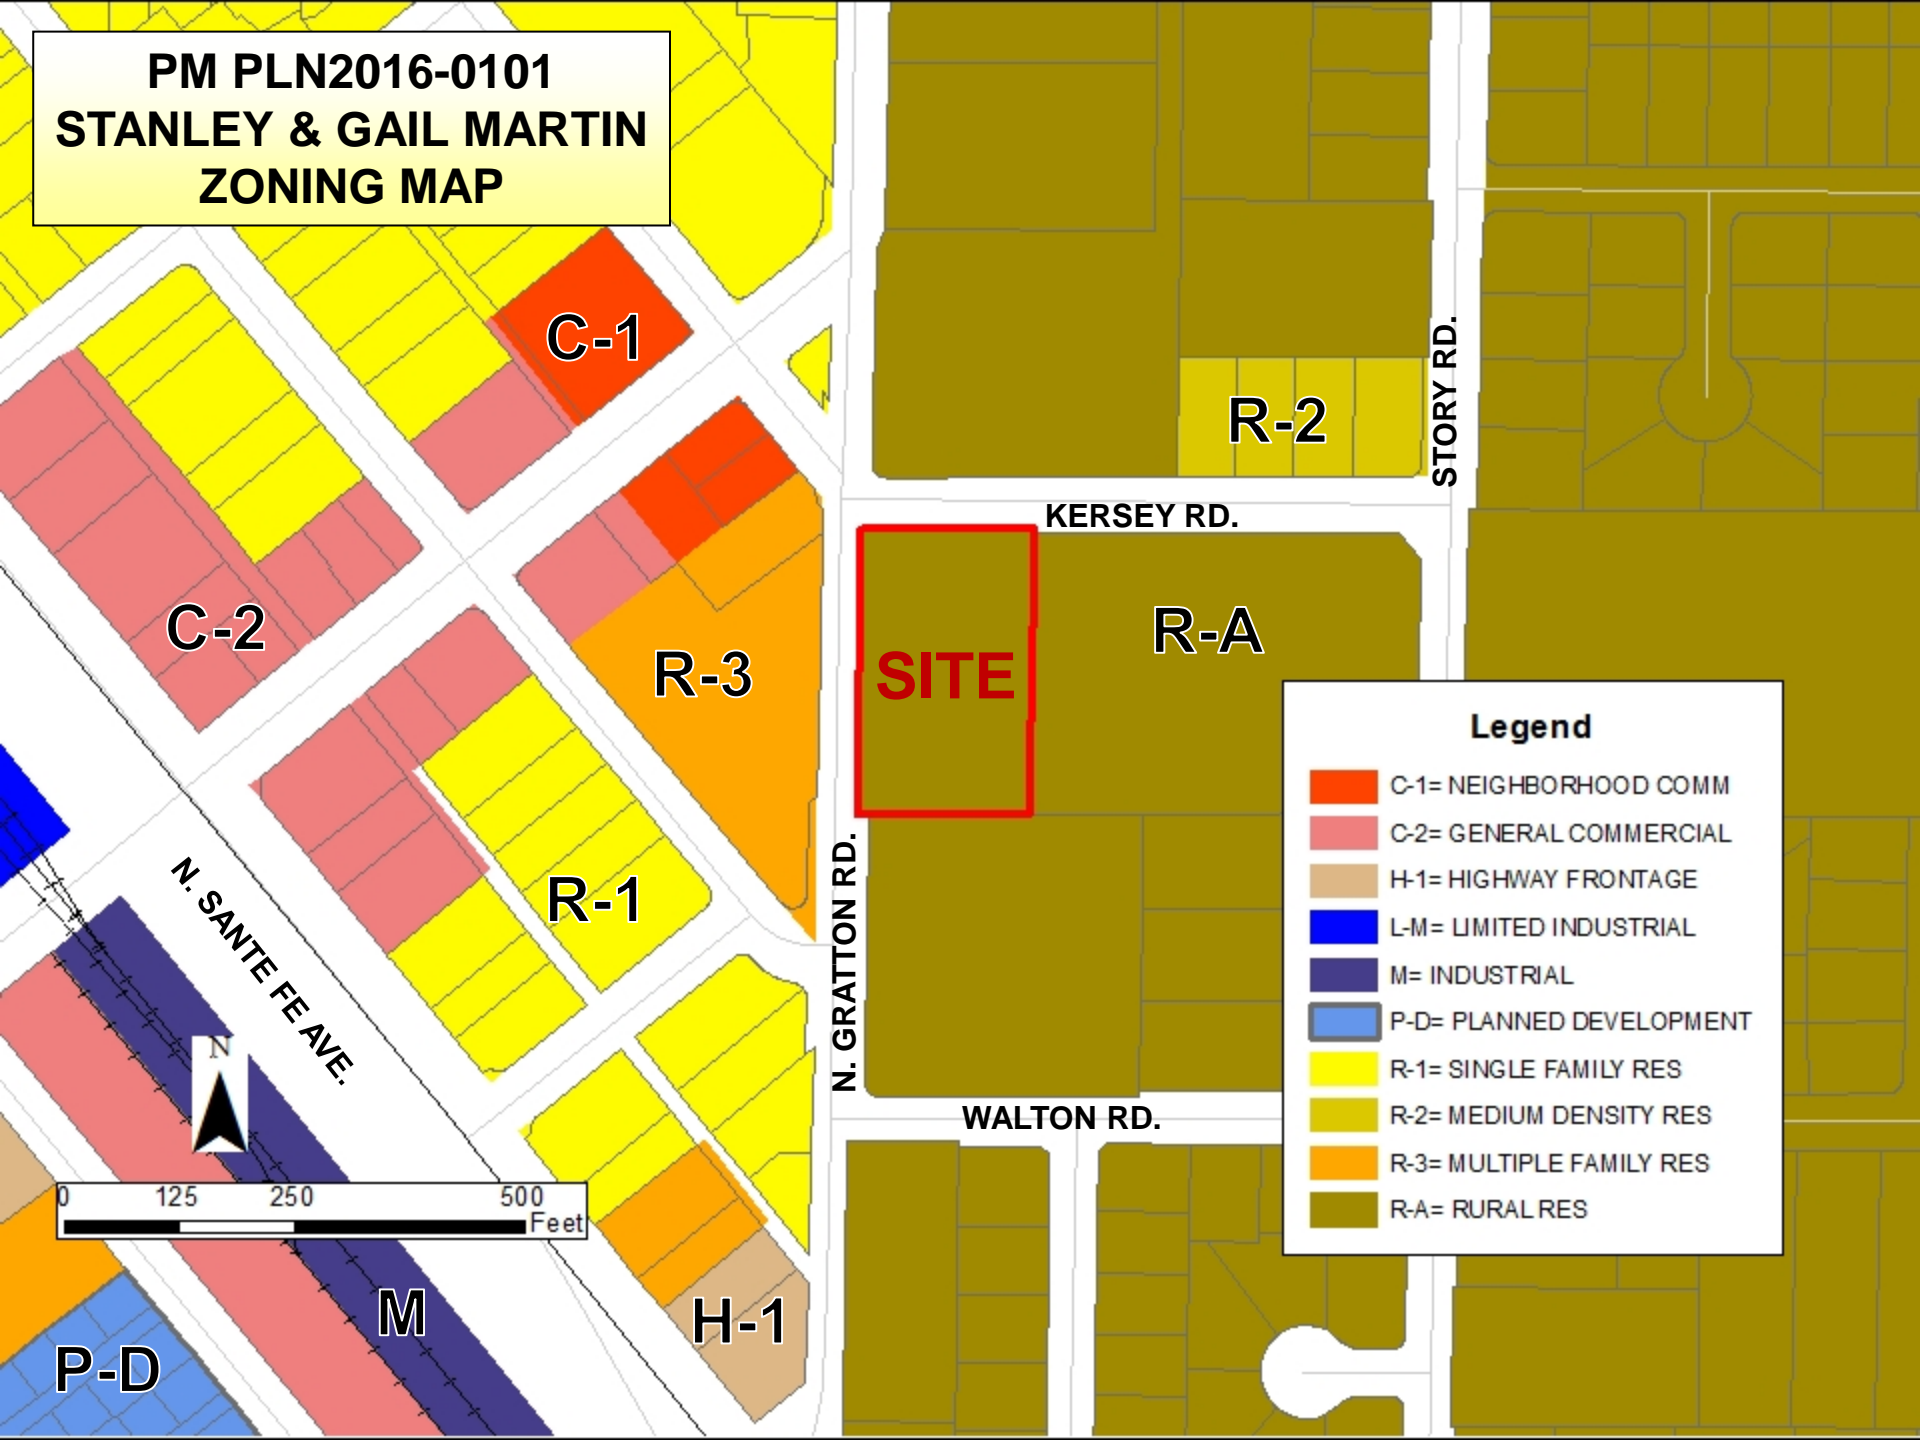 PM PLN2016-0101
STANLEY & GAIL MARTIN
ZONING MAP
C-1
R-2
STORY RD.
KERSEY RD.
C-2
R-3
SITE
R-A
R-1
N. SANTE FE AVE.
N. GRATTON RD.
WALTON RD.
N
0 125 250 500
Feet
M
H-1
P-D
Legend
C-1= NEIGHBORHOOD COMM
C-2= GENERAL COMMERCIAL
H-1= HIGHWAY FRONTAGE
L-M= LIMITED INDUSTRIAL
M= INDUSTRIAL
P-D= PLANNED DEVELOPMENT
R-1= SINGLE FAMILY RES
R-2= MEDIUM DENSITY RES
R-3= MULTIPLE FAMILY RES
R-A= RURAL RES